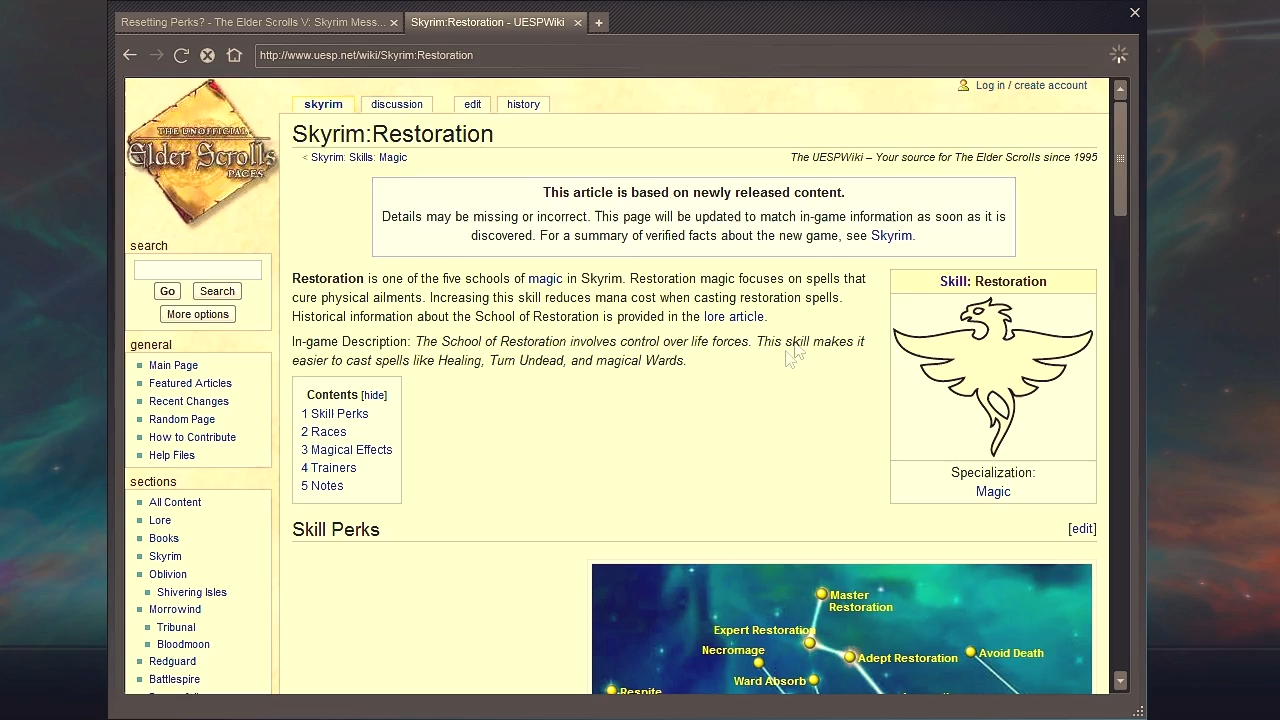 Resetting Perks? - The Elder Scrolls V: Skyrim Mess...
Skyrim:Restoration - UESPWiki
http://www.uesp.net/wiki/Skyrim:Restoration
THE UNOFFICIAL
Elder Scrolls
PAGES
search
Go
Search
More options
general
Main Page
Featured Articles
Recent Changes
Random Page
How to Contribute
Help Files
sections
All Content
Lore
Books
Skyrim
Oblivion
Shivering Isles
Morrowind
Tribunal
Bloodmoon
Redguard
Battlespire
Log in / create account
skyrim
discussion
edit
history
Skyrim:Restoration
< Skyrim: Skills: Magic
The UESPWiki – Your source for The Elder Scrolls since 1995
This article is based on newly released content.
Details may be missing or incorrect. This page will be updated to match in-game information as soon as it is
discovered. For a summary of verified facts about the new game, see Skyrim.
Restoration is one of the five schools of magic in Skyrim. Restoration magic focuses on spells that
cure physical ailments. Increasing this skill reduces mana cost when casting restoration spells.
Historical information about the School of Restoration is provided in the lore article.
In-game Description: The School of Restoration involves control over life forces. This skill makes it
easier to cast spells like Healing, Turn Undead, and magical Wards.
Skill: Restoration
Specialization:
Magic
Contents [hide]
1 Skill Perks
2 Races
3 Magical Effects
4 Trainers
5 Notes
Skill Perks
[edit]
Master
Restoration
Expert Restoration
Necromage
Adept Restoration
Avoid Death
Ward Absorb
Respite